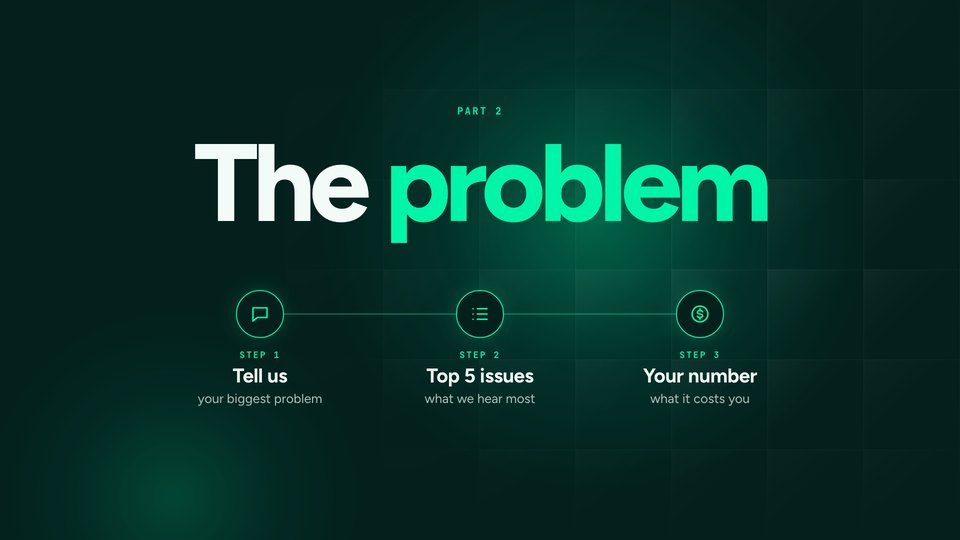 PART 2
The problem
STEP 1
Tell us
your biggest problem
STEP 2
Top 5 issues
what we hear most
STEP 3
Your number
what it costs you